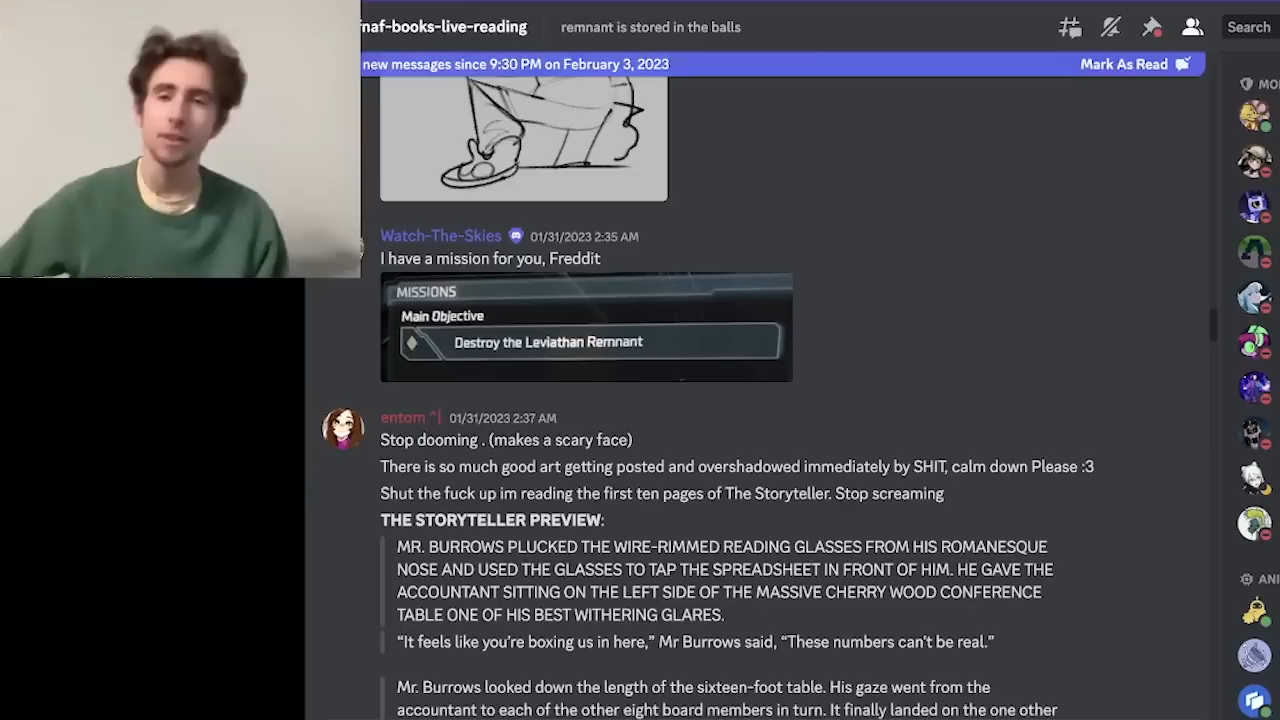 fnaf-books-live-reading
remnant is stored in the balls
Search
new messages since 9:30 PM on February 3, 2023
Mark As Read
MO
Watch-The-Skies 01/31/2023 2:35 AM
I have a mission for you, Freddit
MISSIONS
Main Objective
Destroy the Leviathan Remnant
entom ^| 01/31/2023 2:37 AM
Stop dooming . (makes a scary face)
There is so much good art getting posted and overshadowed immediately by SHIT, calm down Please :3
Shut the fuck up im reading the first ten pages of The Storyteller. Stop screaming
THE STORYTELLER PREVIEW:
MR. BURROWS PLUCKED THE WIRE-RIMMED READING GLASSES FROM HIS ROMANESQUE
NOSE AND USED THE GLASSES TO TAP THE SPREADSHEET IN FRONT OF HIM. HE GAVE THE
ACCOUNTANT SITTING ON THE LEFT SIDE OF THE MASSIVE CHERRY WOOD CONFERENCE
TABLE ONE OF HIS BEST WITHERING GLARES.
“It feels like you’re boxing us in here,” Mr Burrows said, “These numbers can’t be real.”
ANI
Mr. Burrows looked down the length of the sixteen-foot table. His gaze went from the
accountant to each of the other eight board members in turn. It finally landed on the one other